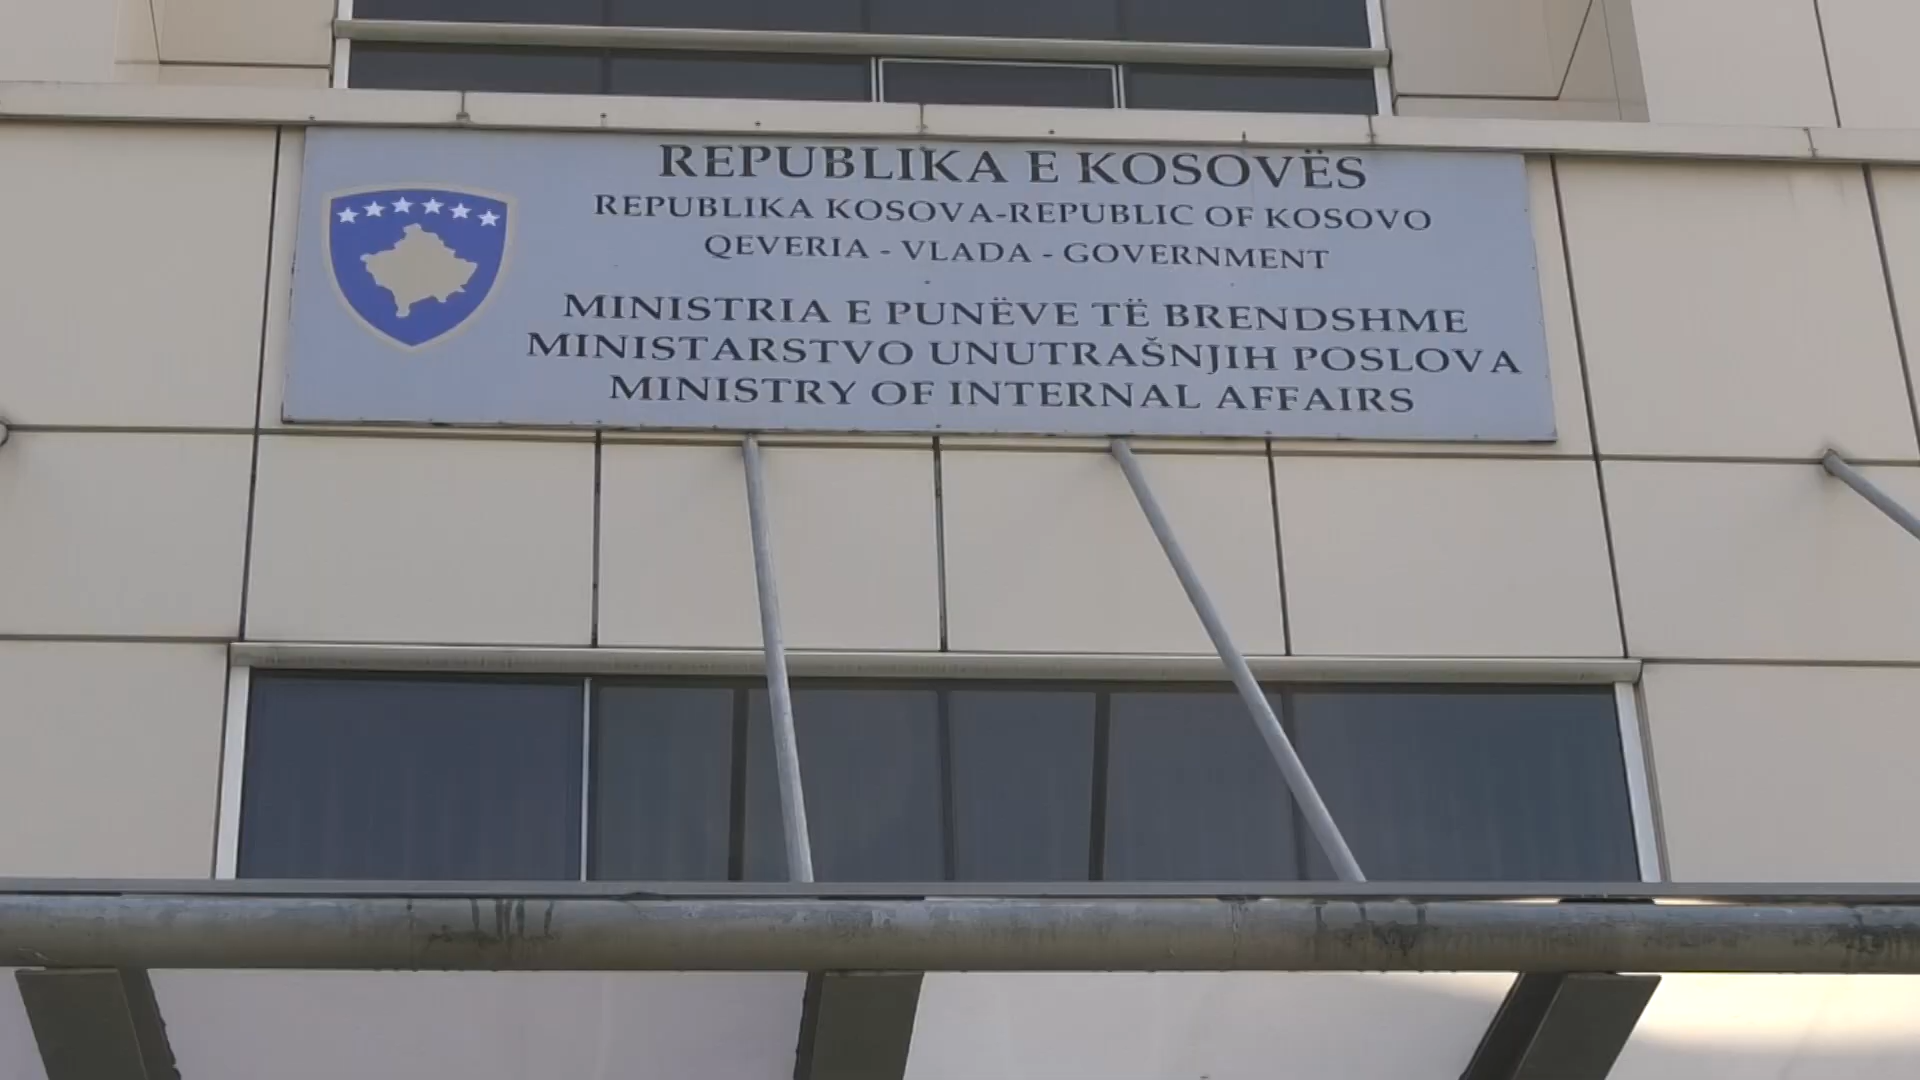 REPUBLIKA E KOSOVËS
REPUBLIKA KOSOVA-REPUBLIC OF KOSOVO
QEVERIA - VLADA - GOVERNMENT
MINISTRIA E PUNËVE TË BRENDSHME
MINISTARSTVO UNUTRAŠNJIH POSLOVA
MINISTRY OF INTERNAL AFFAIRS